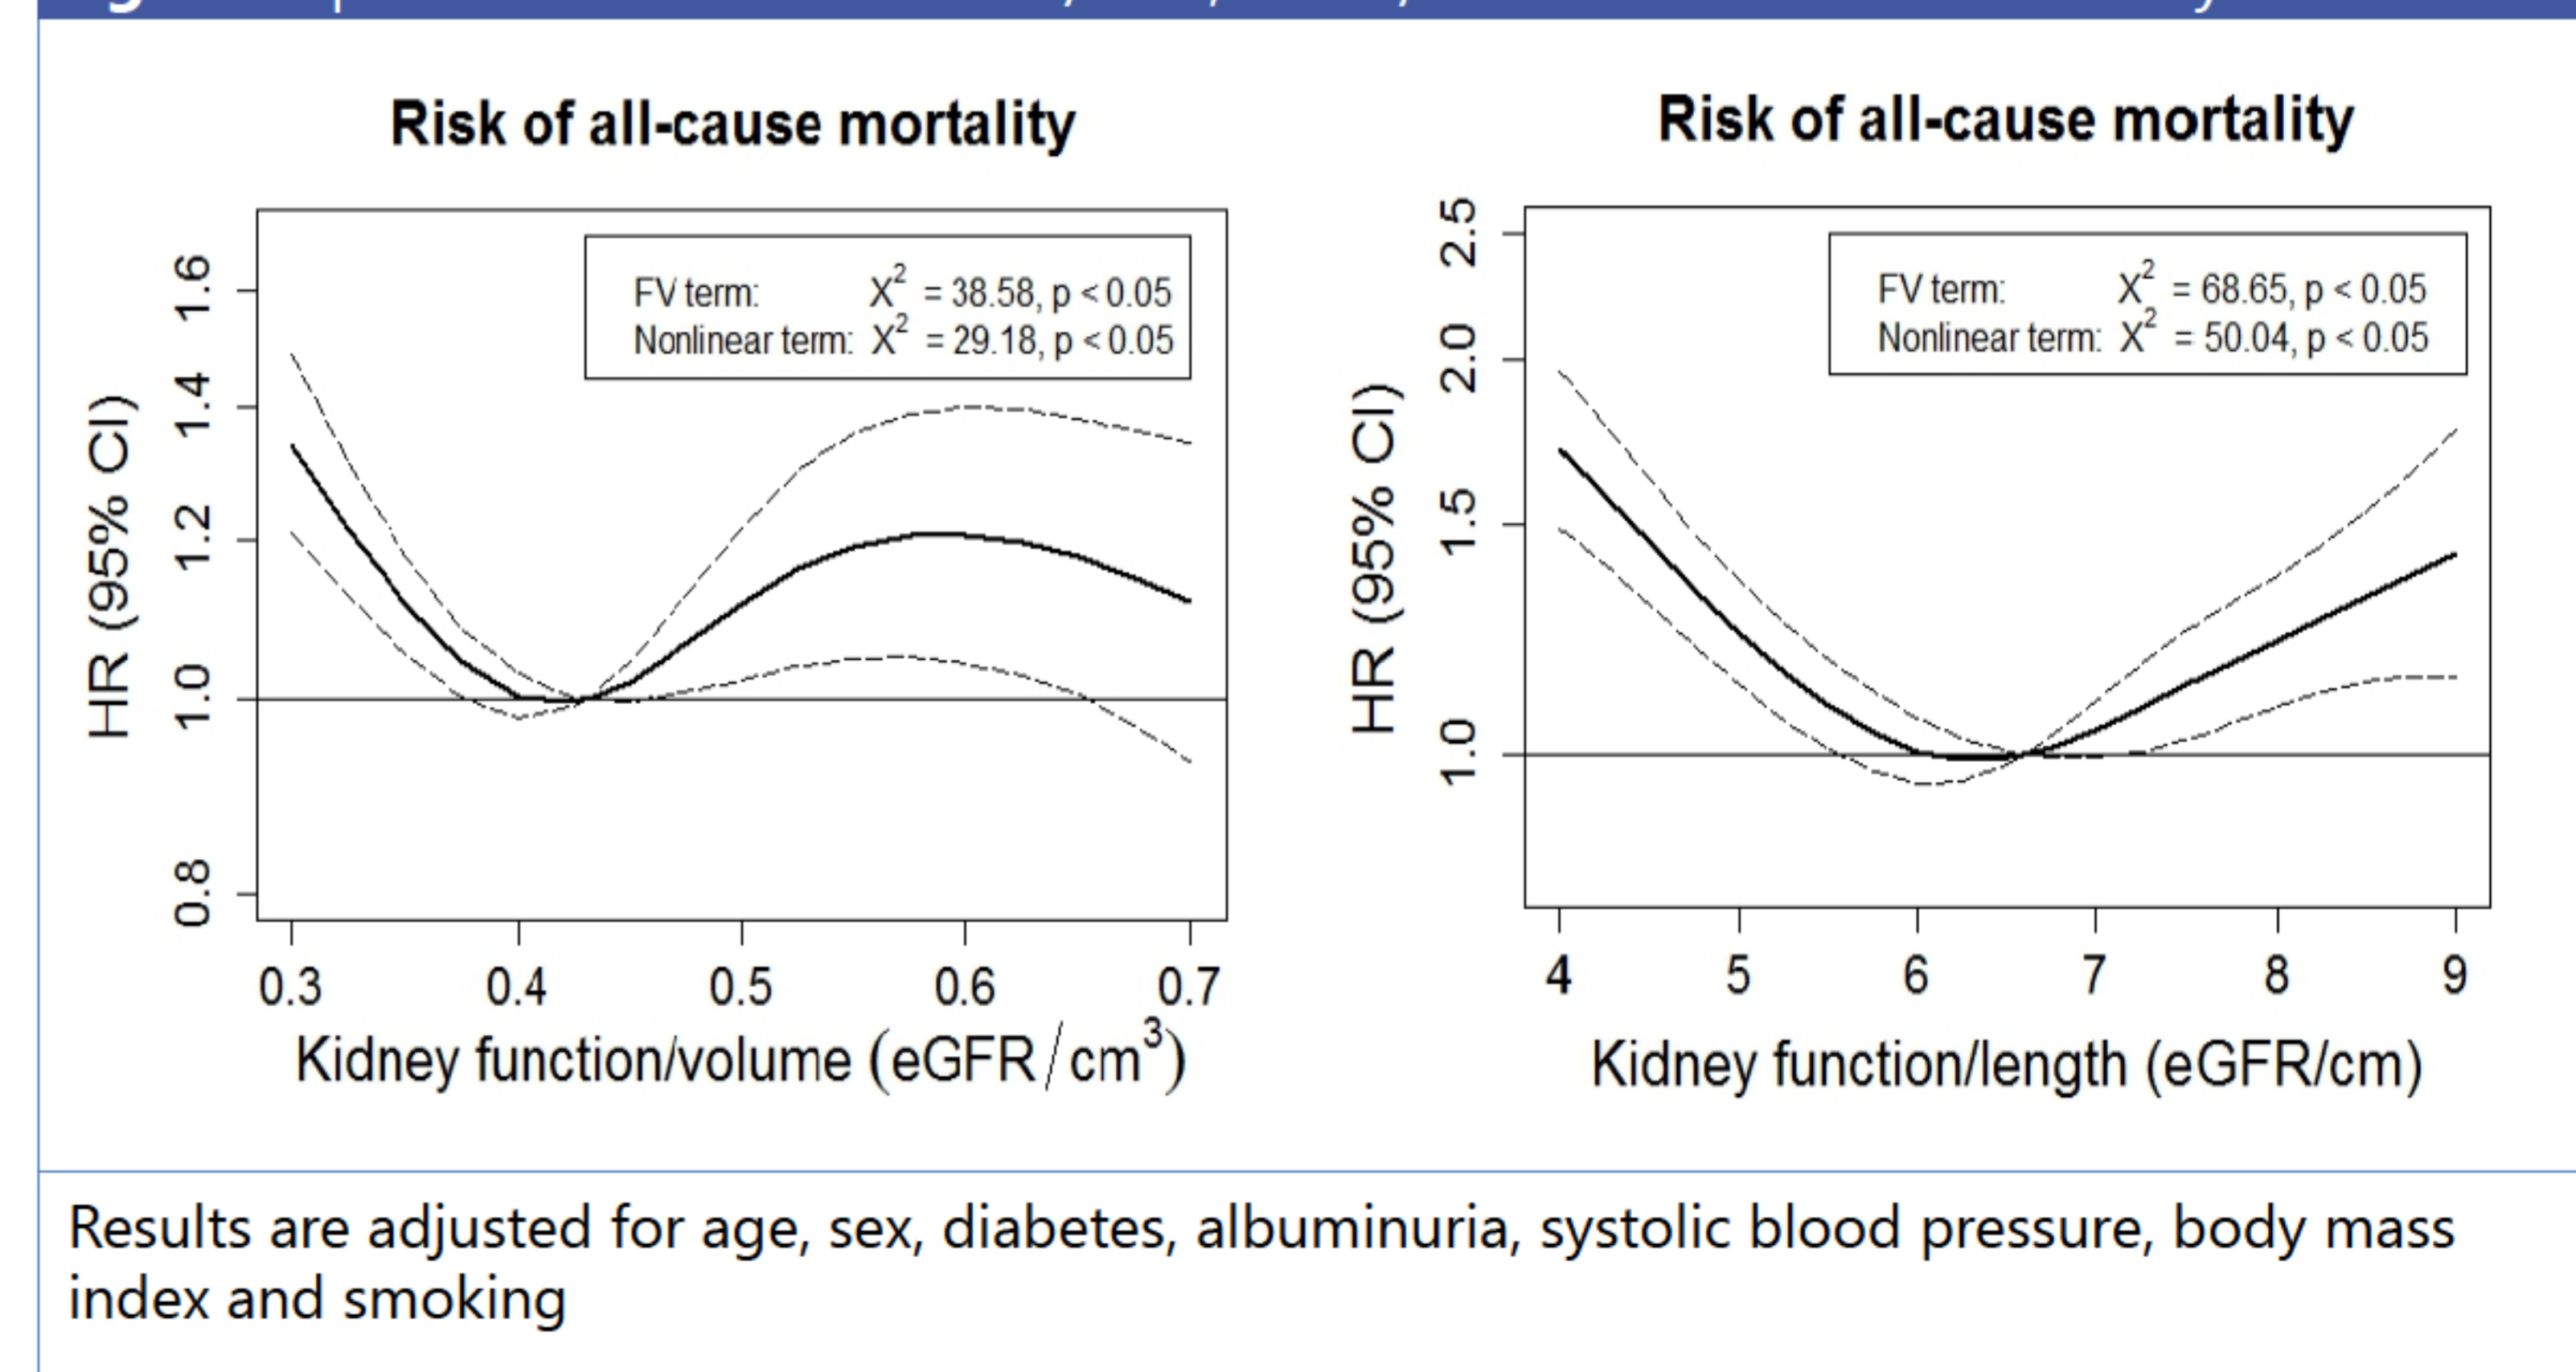 Risk of all-cause mortality
FV term: X² = 38.58, p < 0.05
Nonlinear term: X² = 29.18, p < 0.05
HR (95% CI)
1.6
1.4
1.2
1.0
0.8
0.3 0.4 0.5 0.6 0.7
Kidney function/volume (eGFR/cm³)
Risk of all-cause mortality
FV term: X² = 68.65, p < 0.05
Nonlinear term: X² = 50.04, p < 0.05
HR (95% CI)
2.5
2.0
1.5
1.0
4 5 6 7 8 9
Kidney function/length (eGFR/cm)
Results are adjusted for age, sex, diabetes, albuminuria, systolic blood pressure, body mass
index and smoking